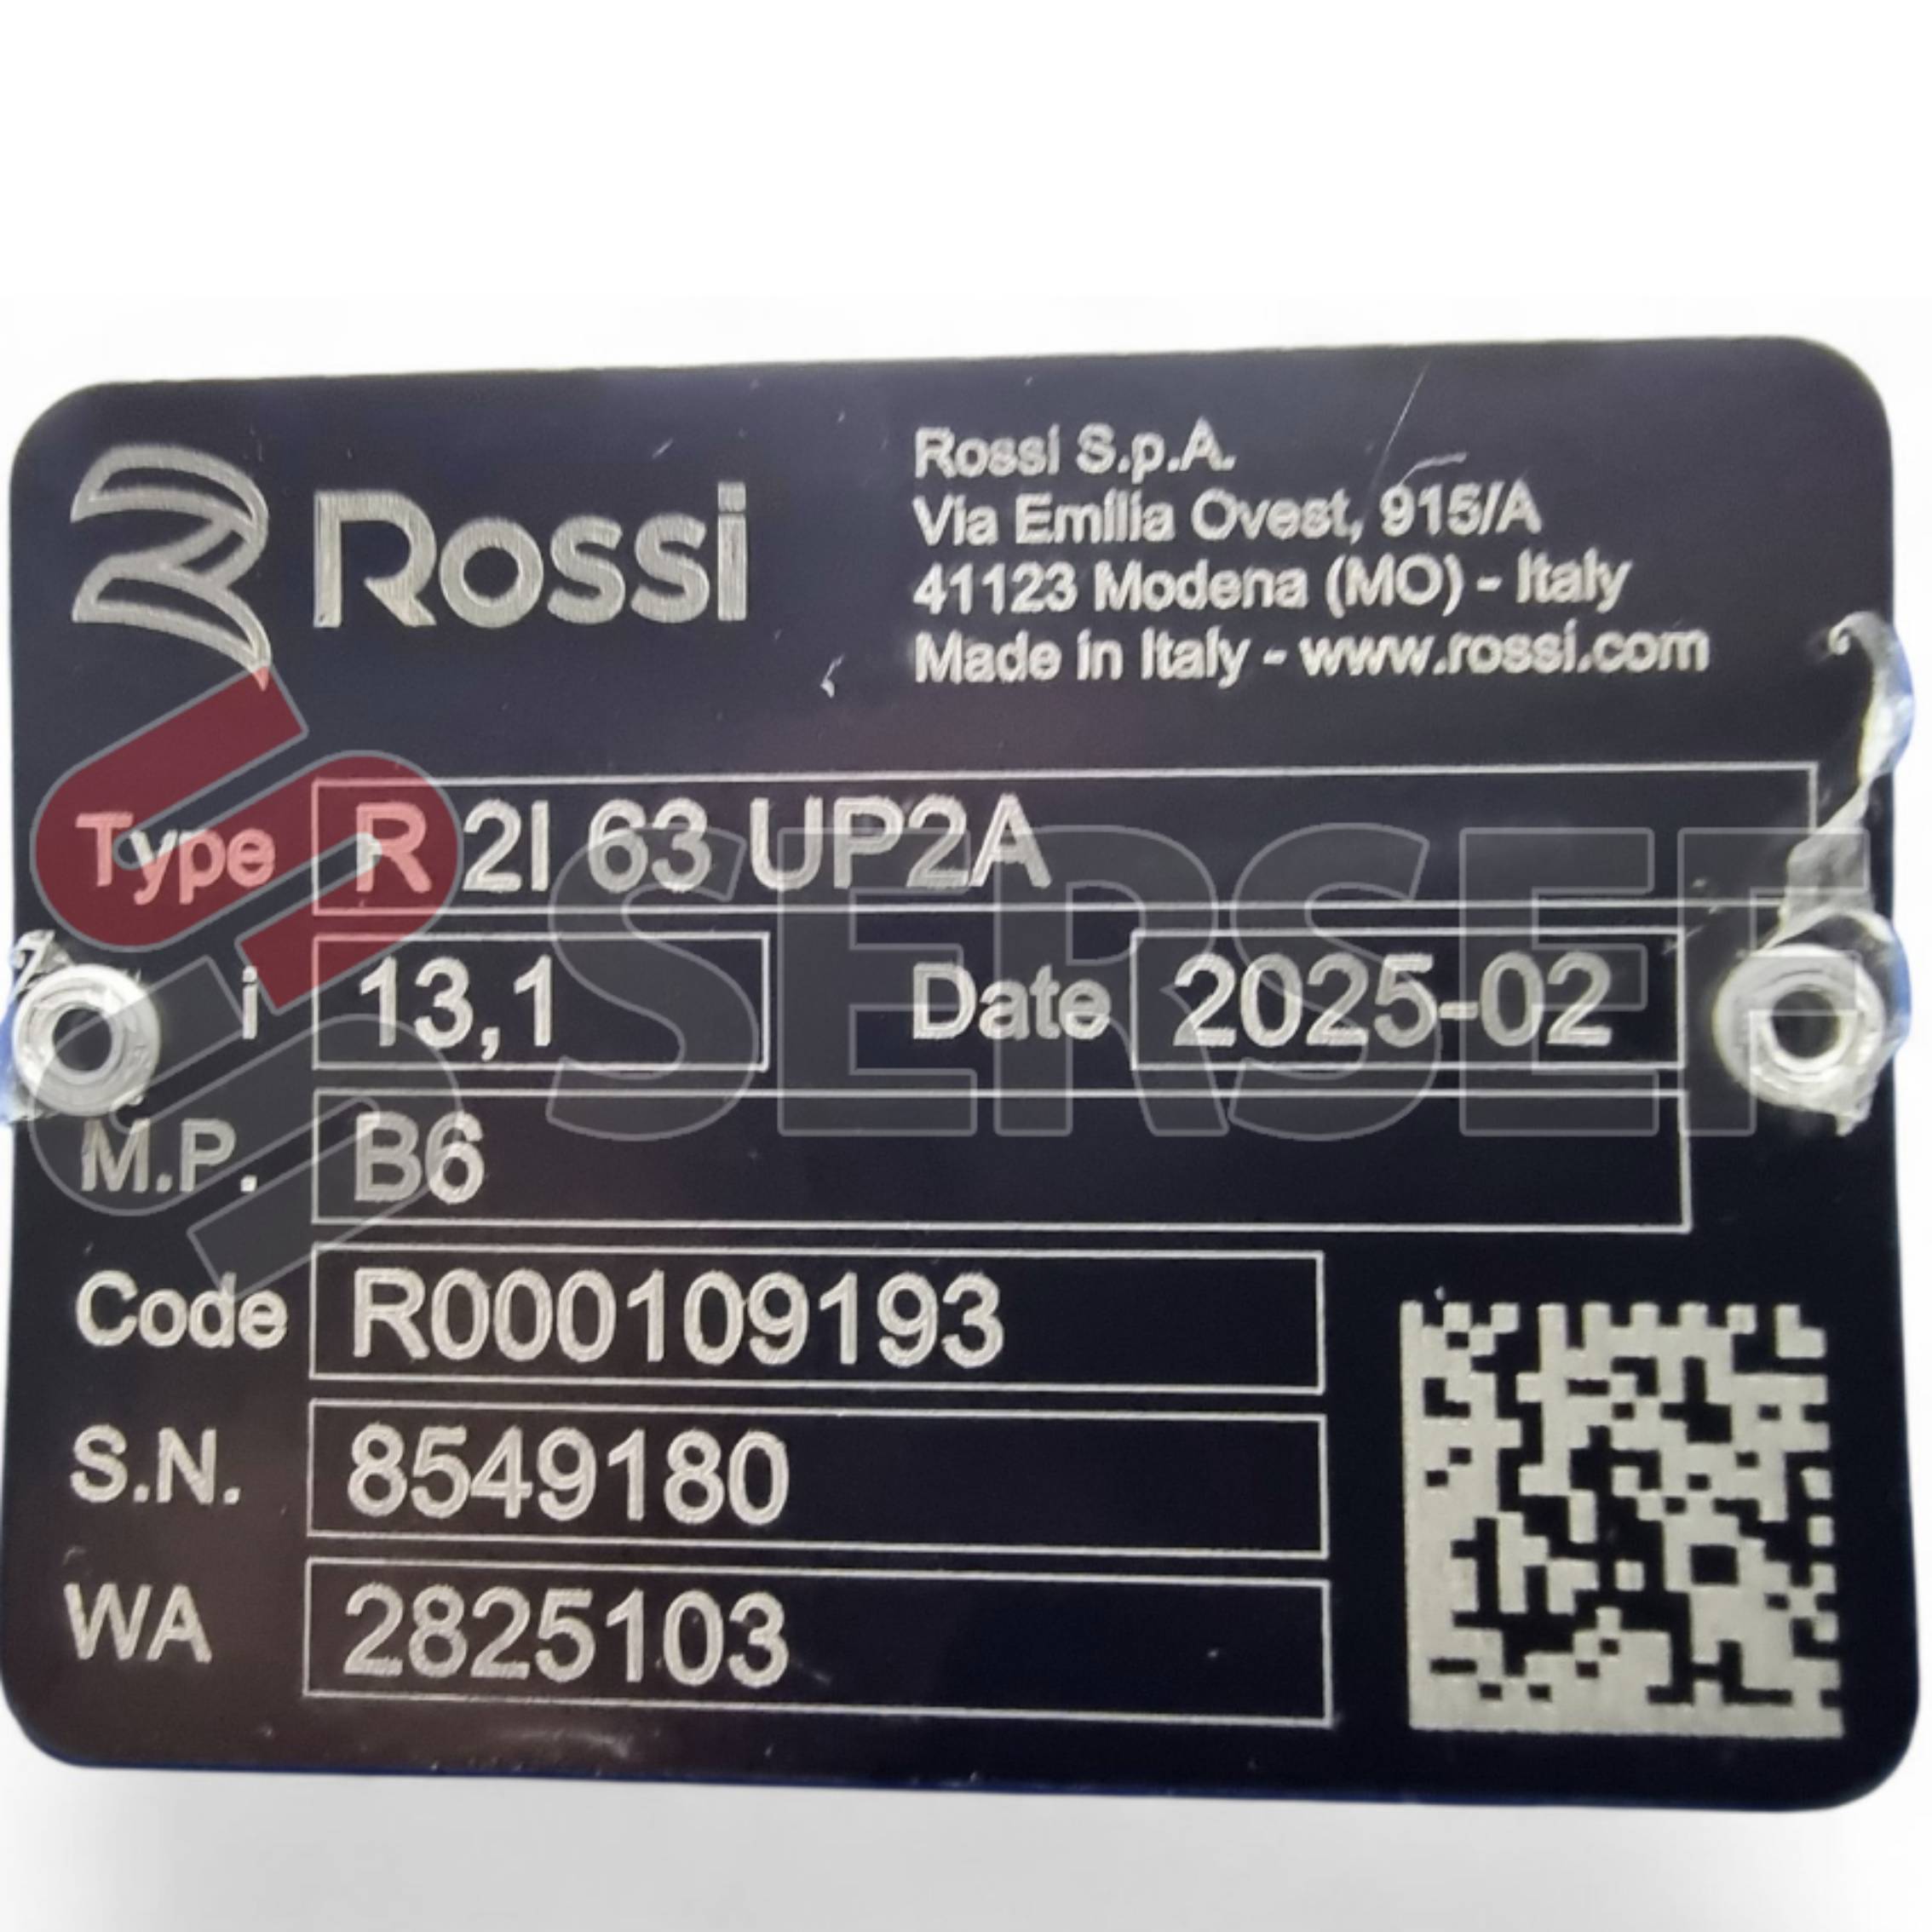 Rossi
Rossi S.p.A.
Via Emilia Ovest, 915/A
41123 Modena (MO) - Italy
Made in Italy - www.rossi.com
Type R 2I 63 UP2A
i 13,1 Date 2025-02
M.P. B6
Code R000109193
S.N. 8549180
WA 2825103
SERSEF